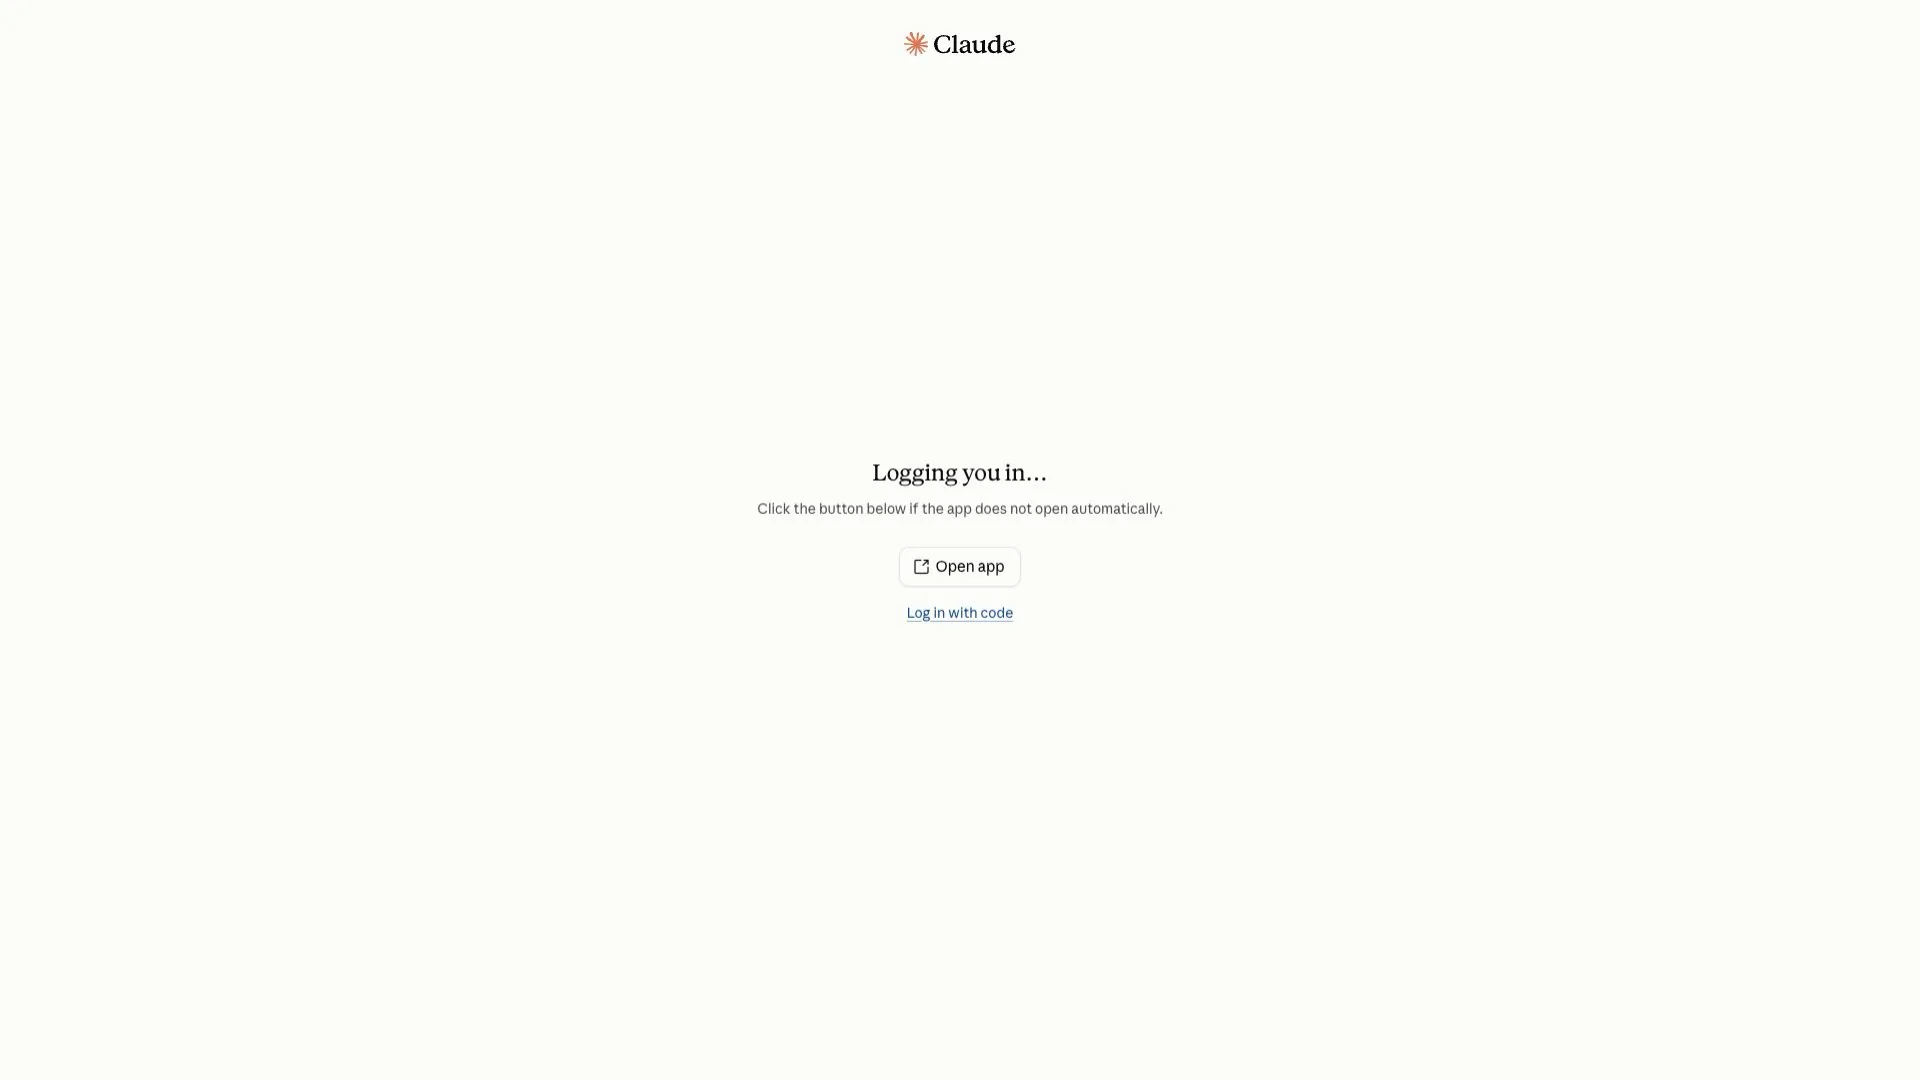 Claude
Logging you in...
Click the button below if the app does not open automatically.
Open app
Log in with code